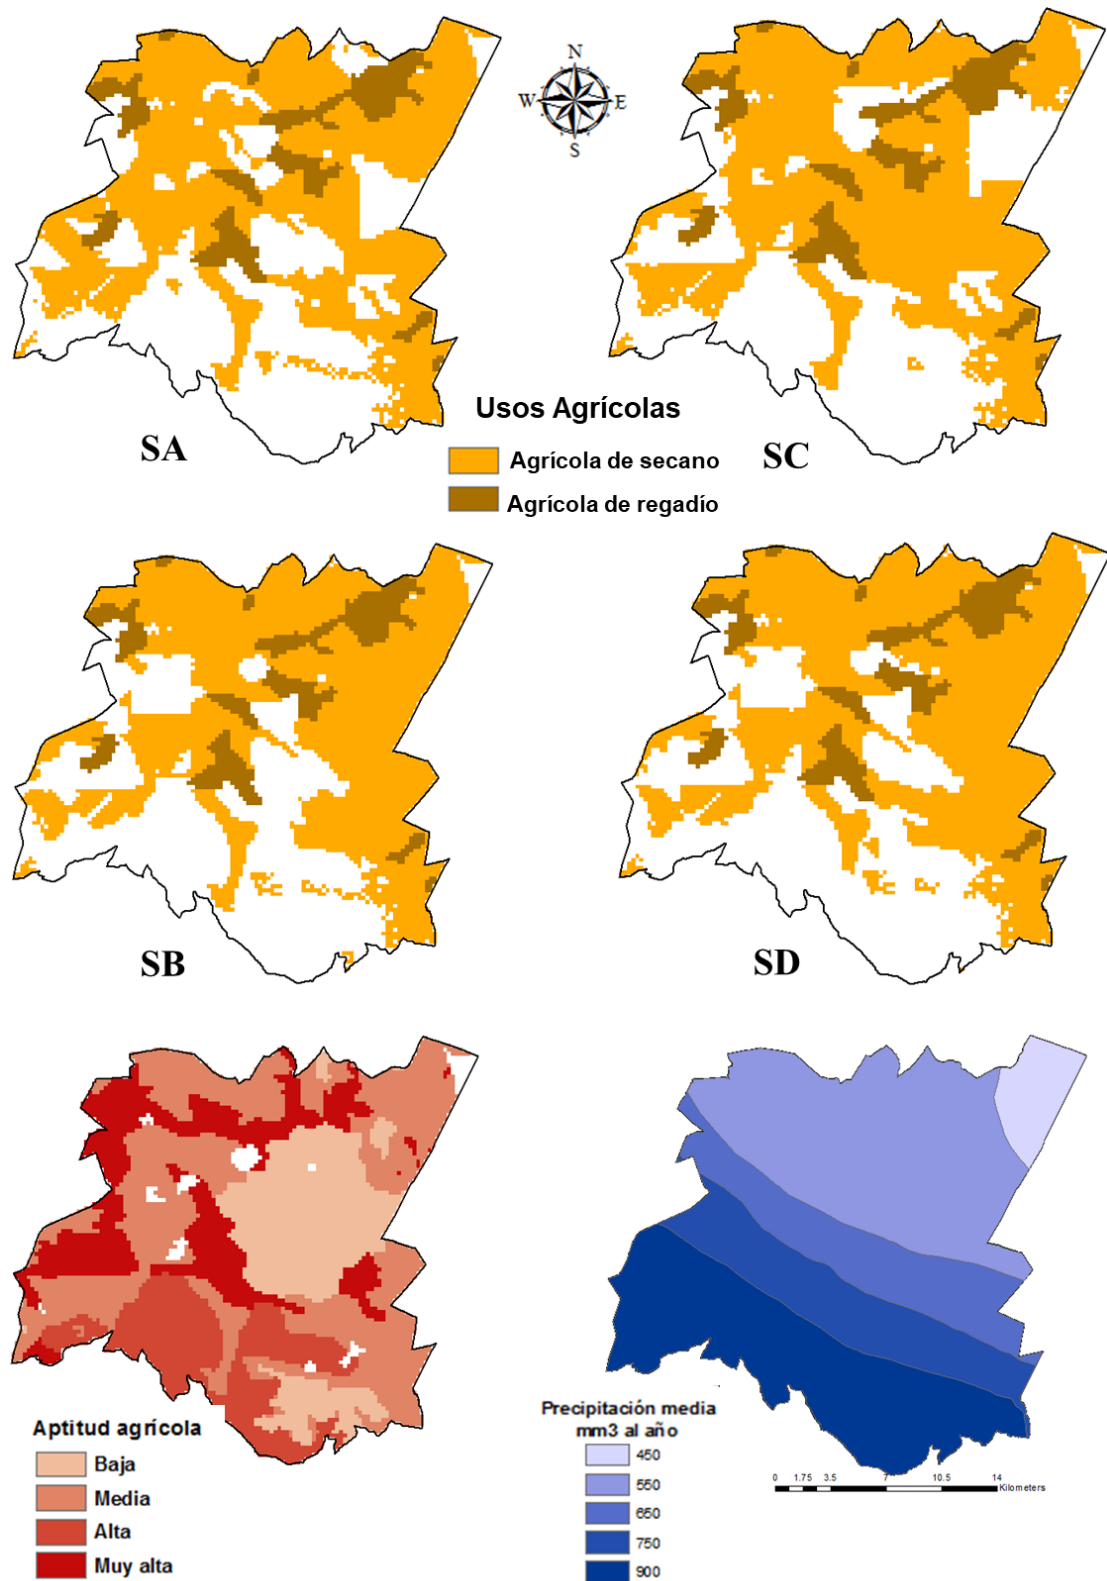 N
W E
S
SA
SC
Usos Agrícolas
Agrícola de secano
Agrícola de regadío
SB
SD
Aptitud agrícola
Baja
Media
Alta
Muy alta
Precipitación media
mm3 al año
450
550
650
750
900
0 1.75 3.5 7 10.5 14
Kilometers